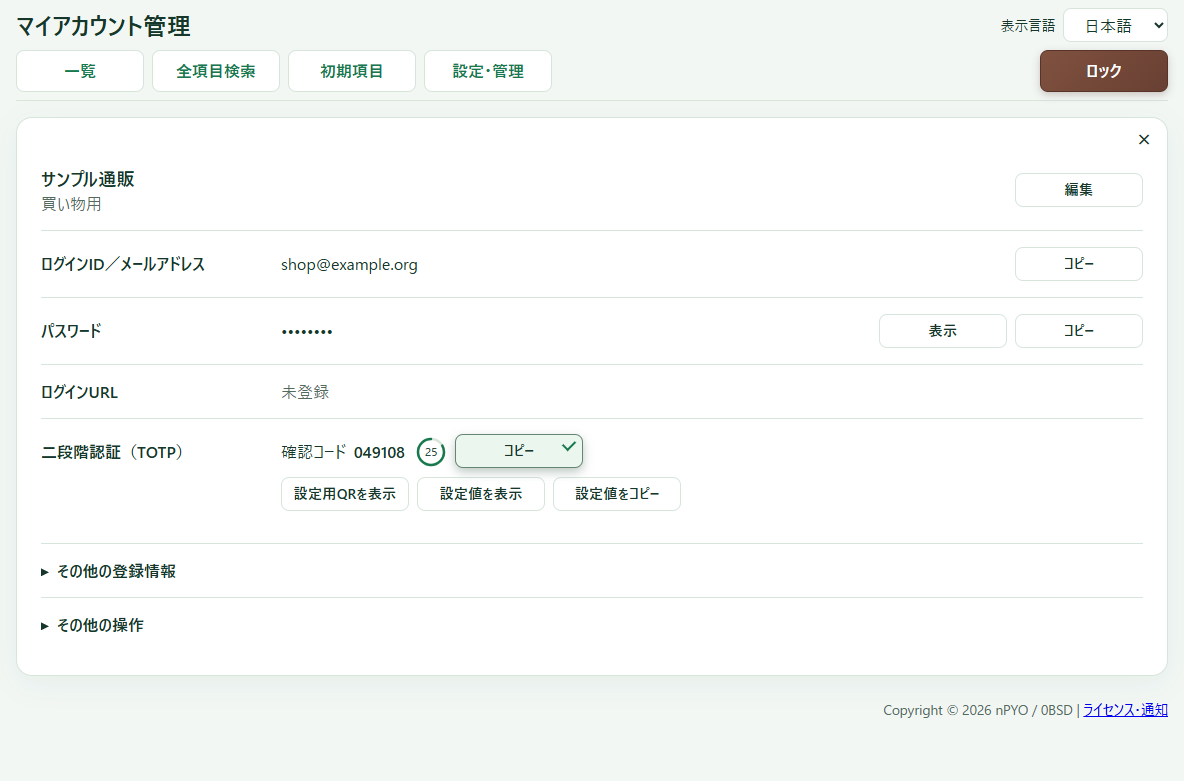 マイアカウント管理
表示言語 日本語
一覧 全項目検索 初期項目 設定・管理 ロック
×
サンプル通販
買い物用
編集
ログインID／メールアドレス shop@example.org コピー
パスワード •••••••• 表示 コピー
ログインURL 未登録
二段階認証（TOTP） 確認コード 049108 25 コピー
設定用QRを表示 設定値を表示 設定値をコピー
▶ その他の登録情報
▶ その他の操作
Copyright © 2026 nPYO / 0BSD | ライセンス・通知